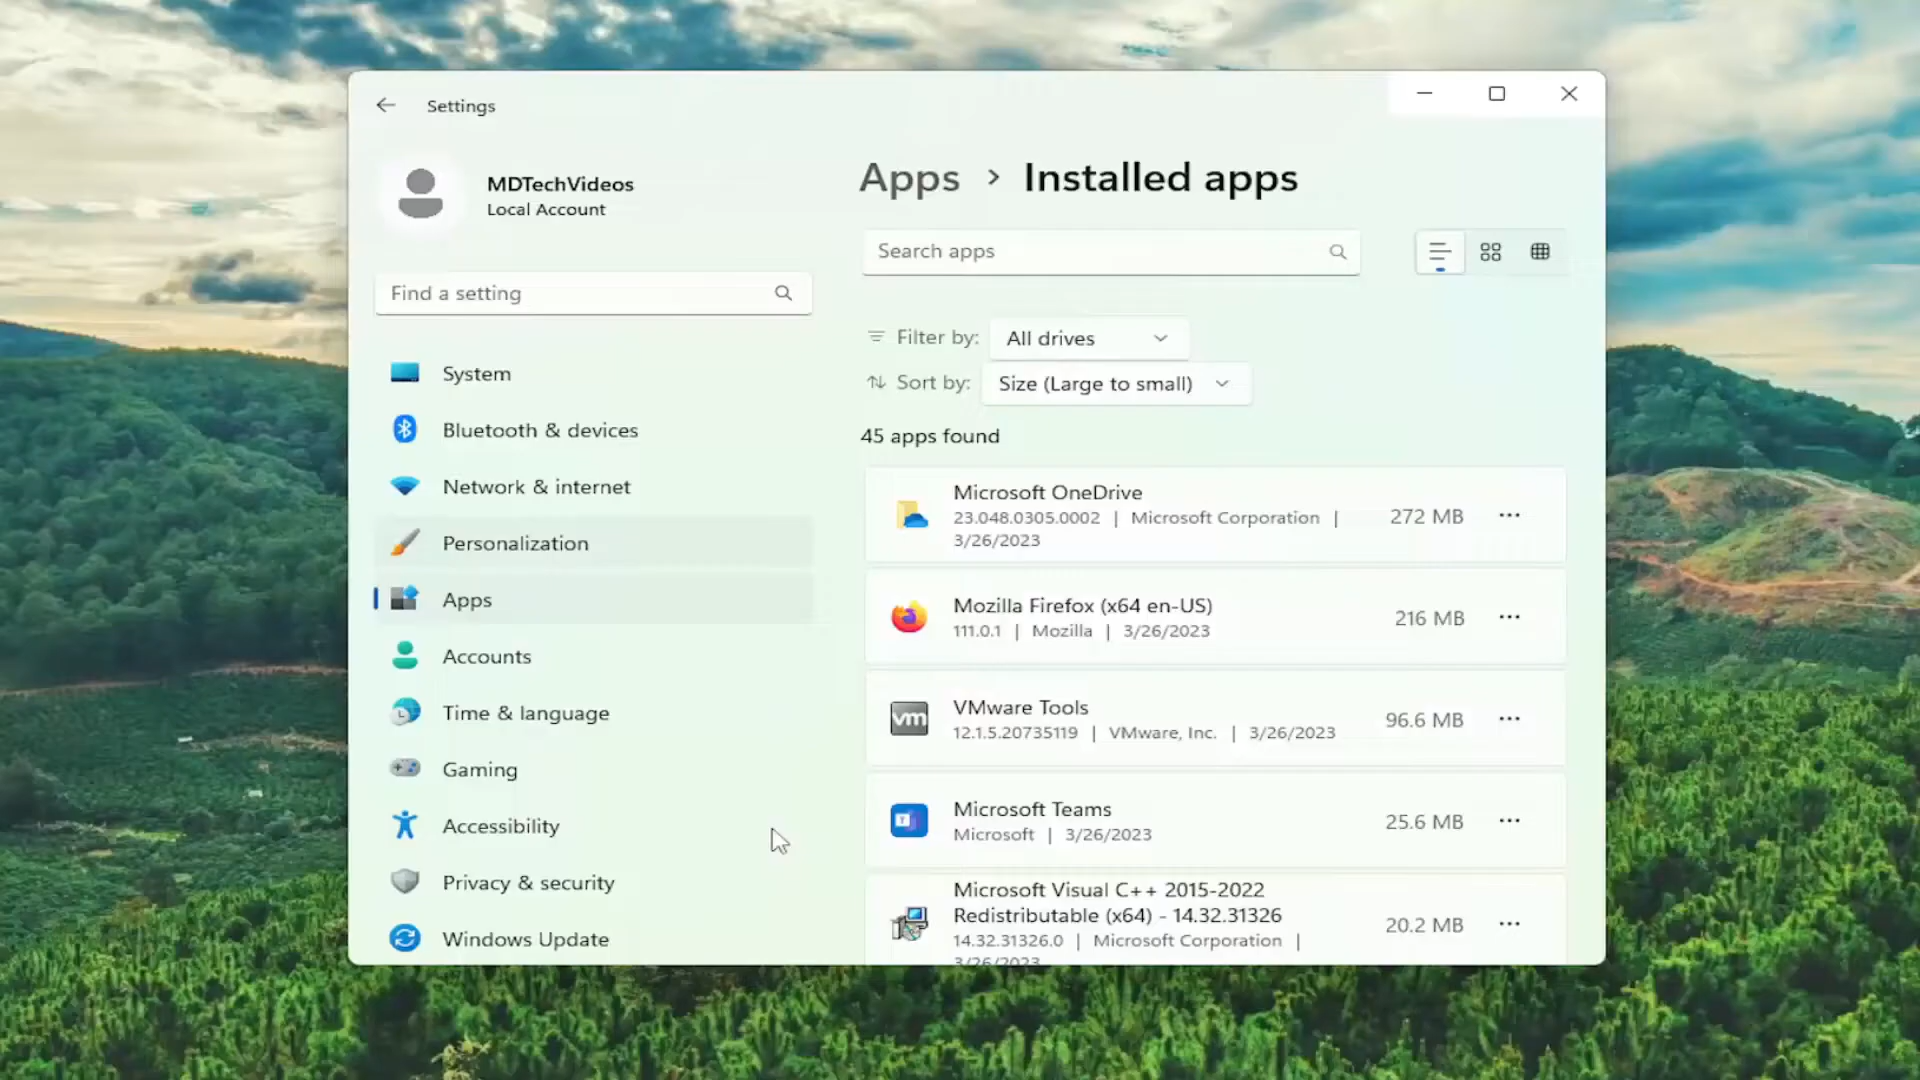 Settings
MDTechVideos
Local Account
Find a setting
System
Bluetooth & devices
Network & internet
Personalization
Apps
Accounts
Time & language
Gaming
Accessibility
Privacy & security
Windows Update
Apps > Installed apps
Search apps
Filter by: All drives
Sort by: Size (Large to small)
45 apps found
Microsoft OneDrive
23.048.0305.0002 | Microsoft Corporation |
3/26/2023
272 MB
Mozilla Firefox (x64 en-US)
111.0.1 | Mozilla | 3/26/2023
216 MB
VMware Tools
12.1.5.20735119 | VMware, Inc. | 3/26/2023
96.6 MB
Microsoft Teams
Microsoft | 3/26/2023
25.6 MB
Microsoft Visual C++ 2015-2022
Redistributable (x64) - 14.32.31326
14.32.31326.0 | Microsoft Corporation |
3/26/2023
20.2 MB